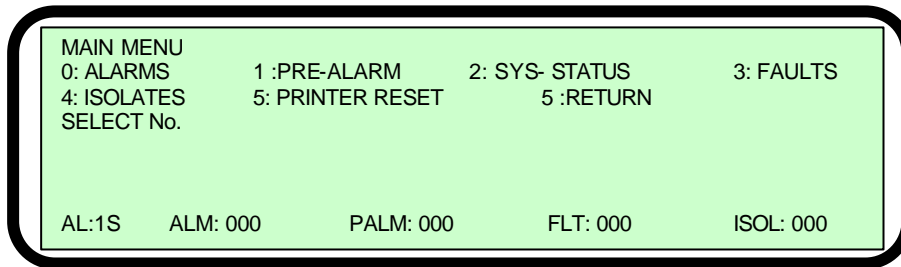 MAIN MENU
0: ALARMS 1 :PRE-ALARM 2: SYS- STATUS 3: FAULTS
4: ISOLATES 5: PRINTER RESET 5 :RETURN
SELECT No.
AL:1S ALM: 000 PALM: 000 FLT: 000 ISOL: 000